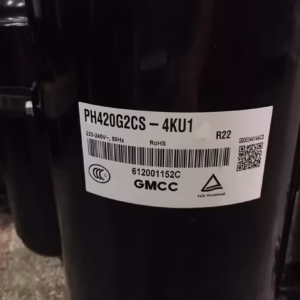 PH420G2CS-4KU1
220-240V~, 50Hz RoHS R22
612001152C
GMCC